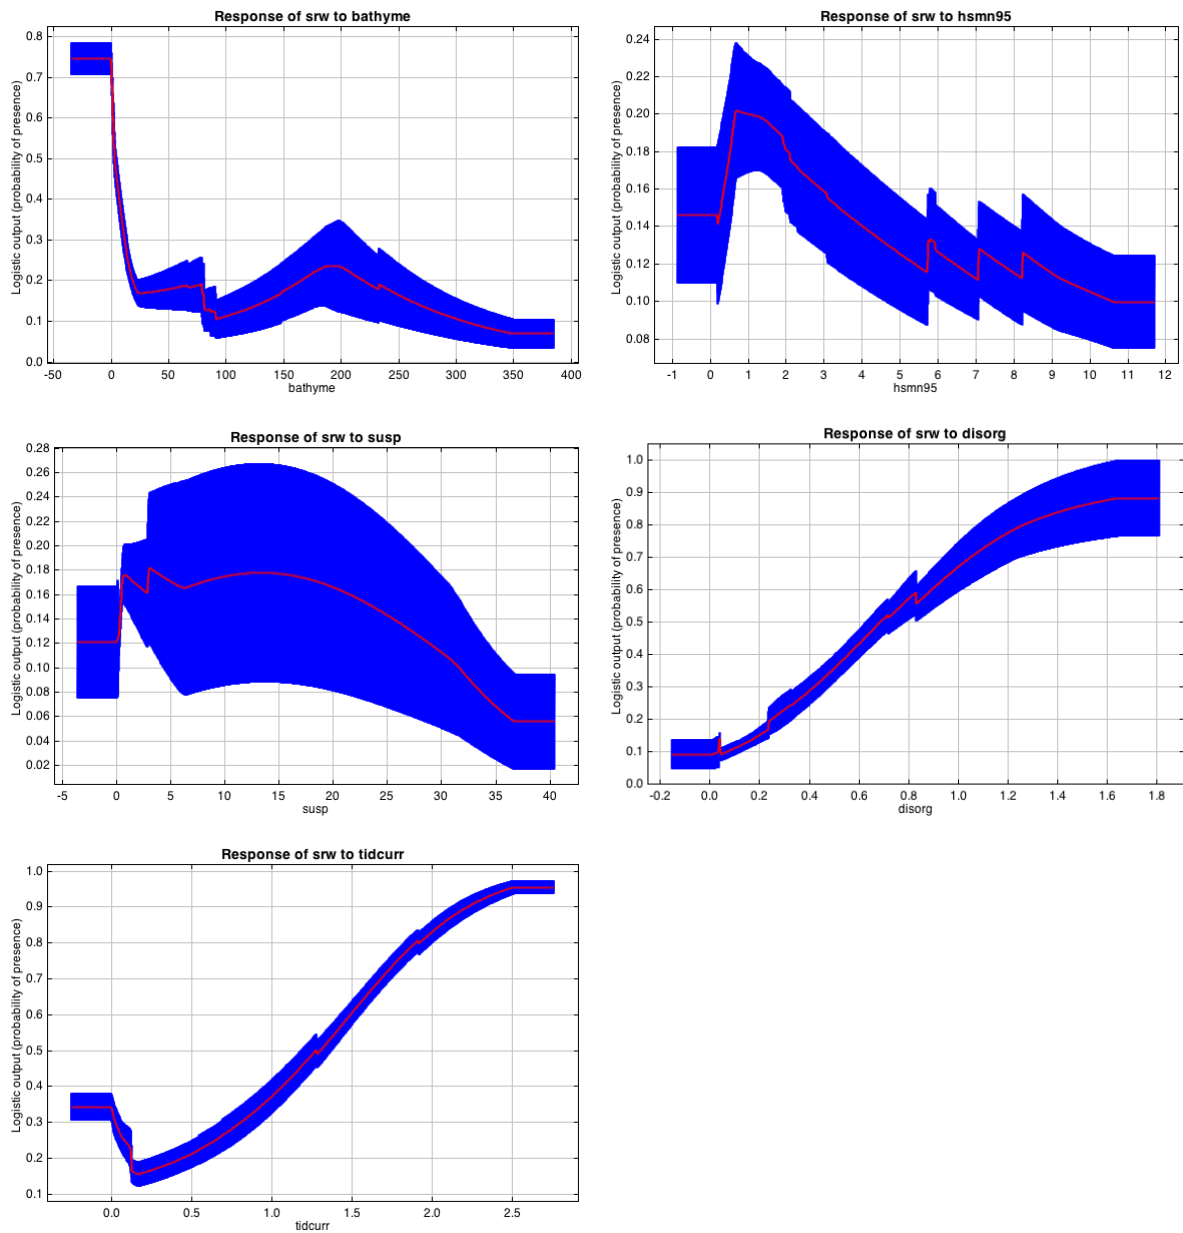 Response of srw to bathyme
Logistic output (probability of presence)
0.8
0.7
0.6
0.5
0.4
0.3
0.2
0.1
0.0
-50 0 50 100 150 200 250 300 350 400
bathyme
Response of srw to hsmn95
Logistic output (probability of presence)
0.24
0.22
0.20
0.18
0.16
0.14
0.12
0.10
0.08
-1 0 1 2 3 4 5 6 7 8 9 10 11 12
hsmn95
Response of srw to susp
Logistic output (probability of presence)
0.28
0.26
0.24
0.22
0.20
0.18
0.16
0.14
0.12
0.10
0.08
0.06
0.04
0.02
-5 0 5 10 15 20 25 30 35 40
susp
Response of srw to disorg
Logistic output (probability of presence)
1.0
0.9
0.8
0.7
0.6
0.5
0.4
0.3
0.2
0.1
0.0
-0.2 0.0 0.2 0.4 0.6 0.8 1.0 1.2 1.4 1.6 1.8
disorg
Response of srw to tidcurr
Logistic output (probability of presence)
1.0
0.9
0.8
0.7
0.6
0.5
0.4
0.3
0.2
0.1
0.0 0.5 1.0 1.5 2.0 2.5
tidcurr